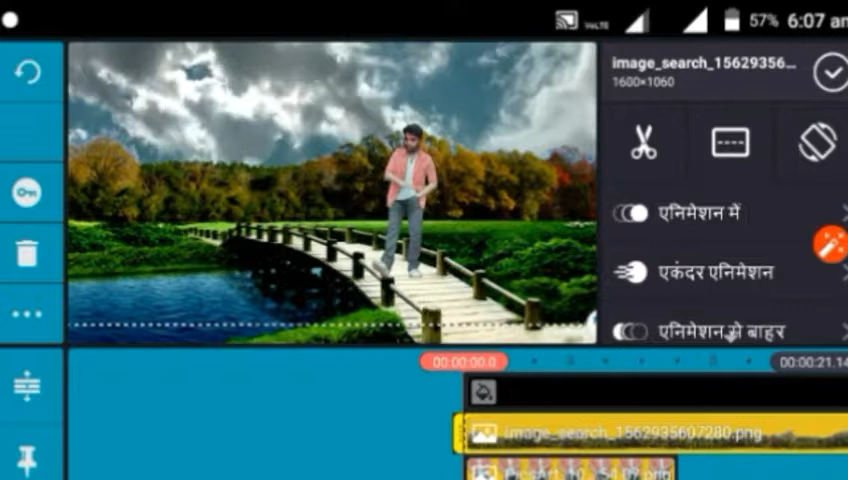 VoLTE 57% 6:07 am
image_search_15629356...
1600×1060
एनिमेशन में
एकंदर एनिमेशन
एनिमेशन से बाहर
00:00:00.0 00:00:21.14
image_search_1562935607280.png